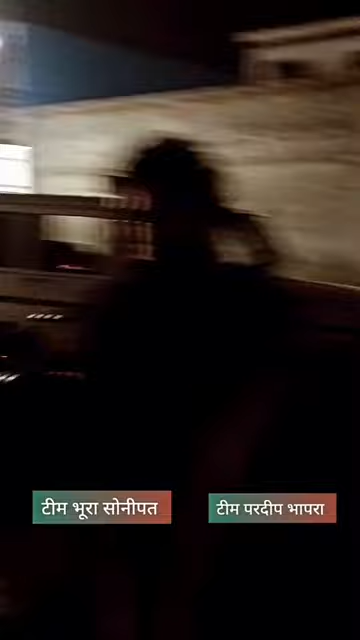 टीम भूरा सोनीपत
टीम परदीप भापरा